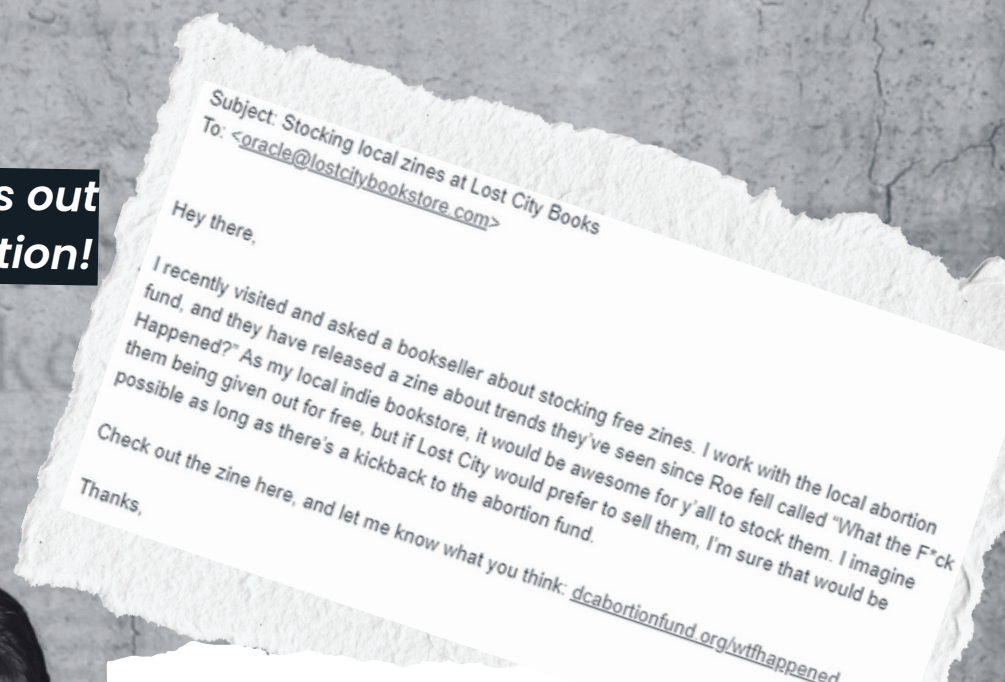 s out
tion!
Subject: Stocking local zines at Lost City Books
To: <oracle@lostcitybookstore.com>
Hey there,
I recently visited and asked a bookseller about stocking free zines. I work with the local abortion
fund, and they have released a zine about trends they've seen since Roe fell called "What the F*ck
Happened?" As my local indie bookstore, it would be awesome for y'all to stock them. I imagine
them being given out for free, but if Lost City would prefer to sell them, I'm sure that would be
possible as long as there's a kickback to the abortion fund.
Check out the zine here, and let me know what you think: dcabortionfund.org/wtfhappened
Thanks,